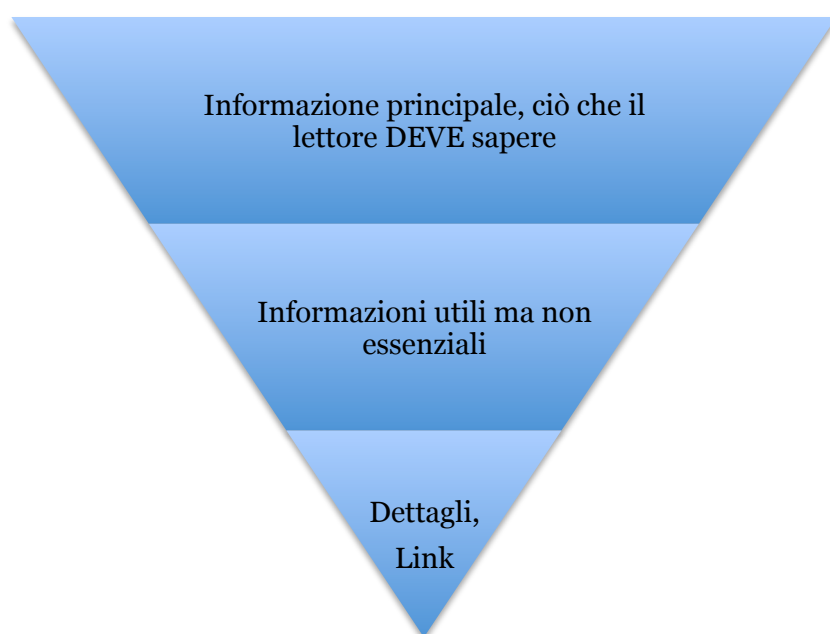 Informazione principale, ciò che il
lettore DEVE sapere
Informazioni utili ma non
essenziali
Dettagli,
Link